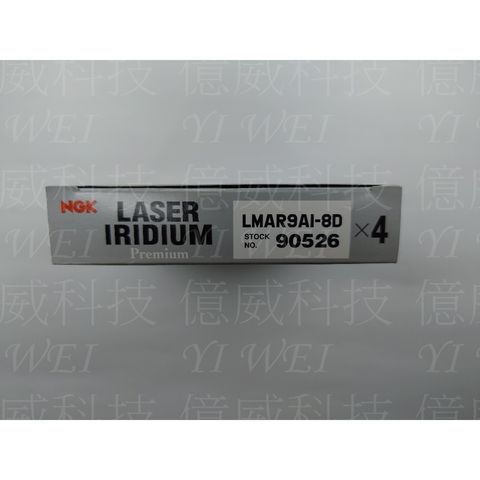 億威科技 億威科技 億威科技
YI WEI YI WEI
NGK
LASER
IRIDIUM
Premium
LMAR9AI-8D
STOCK NO. 90526
×4
億威科技 億威科技 億威科技
YI WEI YI WEI